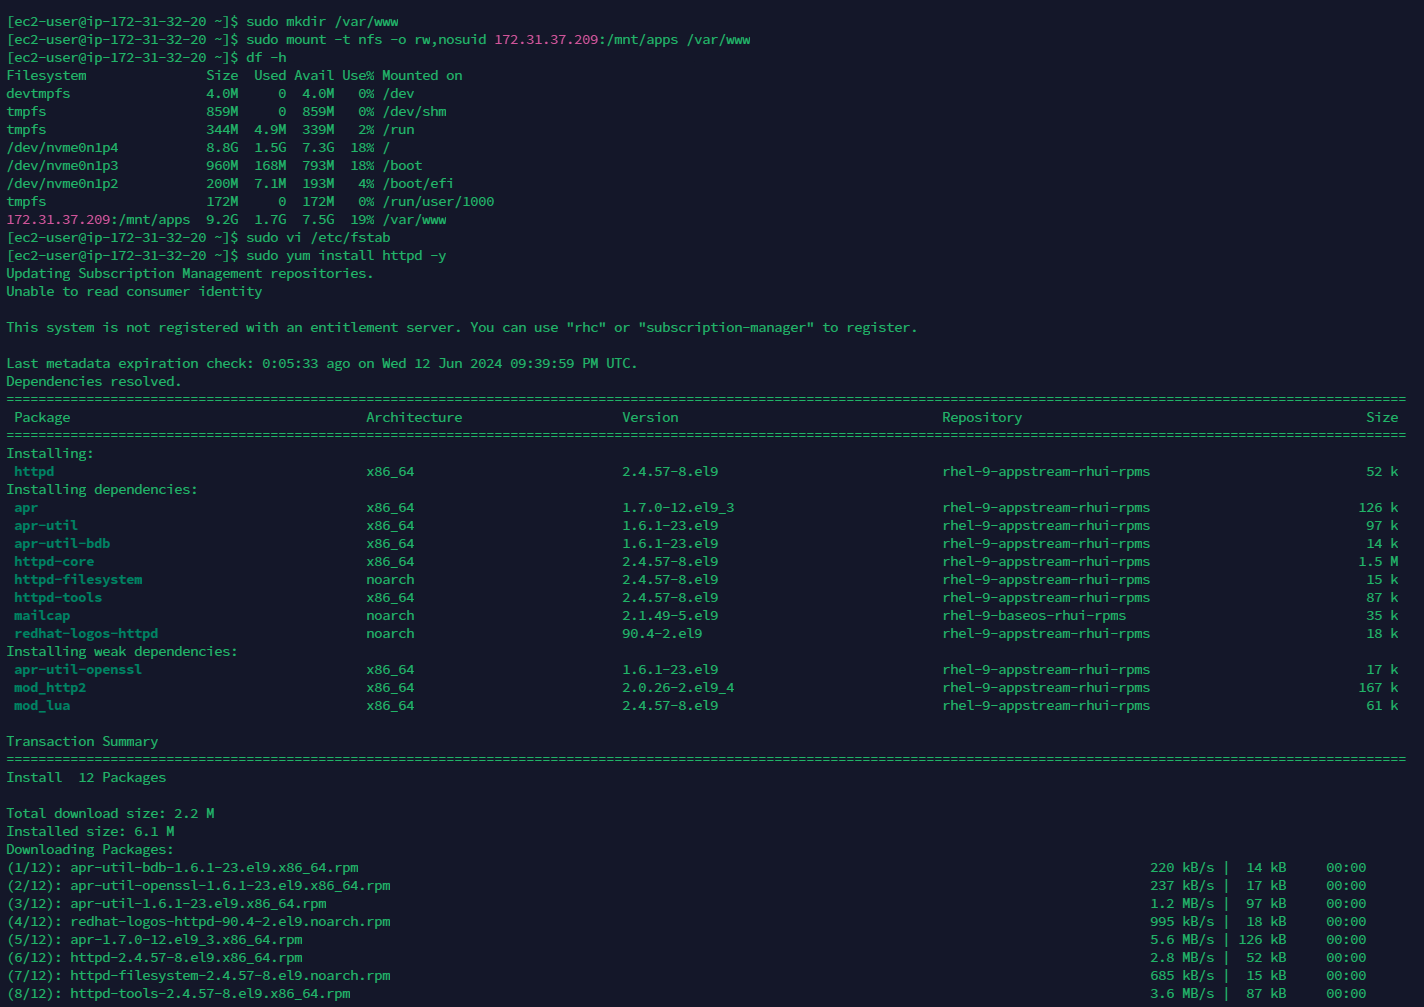 [ec2-user@ip-172-31-32-20 ~]$ sudo mkdir /var/www
[ec2-user@ip-172-31-32-20 ~]$ sudo mount -t nfs -o rw,nosuid 172.31.37.209:/mnt/apps /var/www
[ec2-user@ip-172-31-32-20 ~]$ df -h
Filesystem               Size  Used Avail Use% Mounted on
devtmpfs                 4.0M     0  4.0M   0% /dev
tmpfs                    859M     0  859M   0% /dev/shm
tmpfs                    344M  4.9M  339M   2% /run
/dev/nvme0n1p4           8.8G  1.5G  7.3G  18% /
/dev/nvme0n1p3           960M  168M  793M  18% /boot
/dev/nvme0n1p2           200M  7.1M  193M   4% /boot/efi
tmpfs                    172M     0  172M   0% /run/user/1000
172.31.37.209:/mnt/apps  9.2G  1.7G  7.5G  19% /var/www
[ec2-user@ip-172-31-32-20 ~]$ sudo vi /etc/fstab
[ec2-user@ip-172-31-32-20 ~]$ sudo yum install httpd -y
Updating Subscription Management repositories.
Unable to read consumer identity
This system is not registered with an entitlement server. You can use "rhc" or "subscription-manager" to register.
Last metadata expiration check: 0:05:33 ago on Wed 12 Jun 2024 09:39:59 PM UTC.
Dependencies resolved.
Package Architecture Version Repository Size
Installing:
httpd x86_64 2.4.57-8.el9 rhel-9-appstream-rhui-rpms 52 k
Installing dependencies:
apr x86_64 1.7.0-12.el9_3 rhel-9-appstream-rhui-rpms 126 k
apr-util x86_64 1.6.1-23.el9 rhel-9-appstream-rhui-rpms 97 k
apr-util-bdb x86_64 1.6.1-23.el9 rhel-9-appstream-rhui-rpms 14 k
httpd-core x86_64 2.4.57-8.el9 rhel-9-appstream-rhui-rpms 1.5 M
httpd-filesystem noarch 2.4.57-8.el9 rhel-9-appstream-rhui-rpms 15 k
httpd-tools x86_64 2.4.57-8.el9 rhel-9-appstream-rhui-rpms 87 k
mailcap noarch 2.1.49-5.el9 rhel-9-baseos-rhui-rpms 35 k
redhat-logos-httpd noarch 90.4-2.el9 rhel-9-appstream-rhui-rpms 18 k
Installing weak dependencies:
apr-util-openssl x86_64 1.6.1-23.el9 rhel-9-appstream-rhui-rpms 17 k
mod_http2 x86_64 2.0.26-2.el9_4 rhel-9-appstream-rhui-rpms 167 k
mod_lua x86_64 2.4.57-8.el9 rhel-9-appstream-rhui-rpms 61 k
Transaction Summary
Install  12 Packages
Total download size: 2.2 M
Installed size: 6.1 M
Downloading Packages:
(1/12): apr-util-bdb-1.6.1-23.el9.x86_64.rpm 220 kB/s |  14 kB     00:00
(2/12): apr-util-openssl-1.6.1-23.el9.x86_64.rpm 237 kB/s |  17 kB     00:00
(3/12): apr-util-1.6.1-23.el9.x86_64.rpm 1.2 MB/s |  97 kB     00:00
(4/12): redhat-logos-httpd-90.4-2.el9.noarch.rpm 995 kB/s |  18 kB     00:00
(5/12): apr-1.7.0-12.el9_3.x86_64.rpm 5.6 MB/s | 126 kB     00:00
(6/12): httpd-2.4.57-8.el9.x86_64.rpm 2.8 MB/s |  52 kB     00:00
(7/12): httpd-filesystem-2.4.57-8.el9.noarch.rpm 685 kB/s |  15 kB     00:00
(8/12): httpd-tools-2.4.57-8.el9.x86_64.rpm 3.6 MB/s |  87 kB     00:00